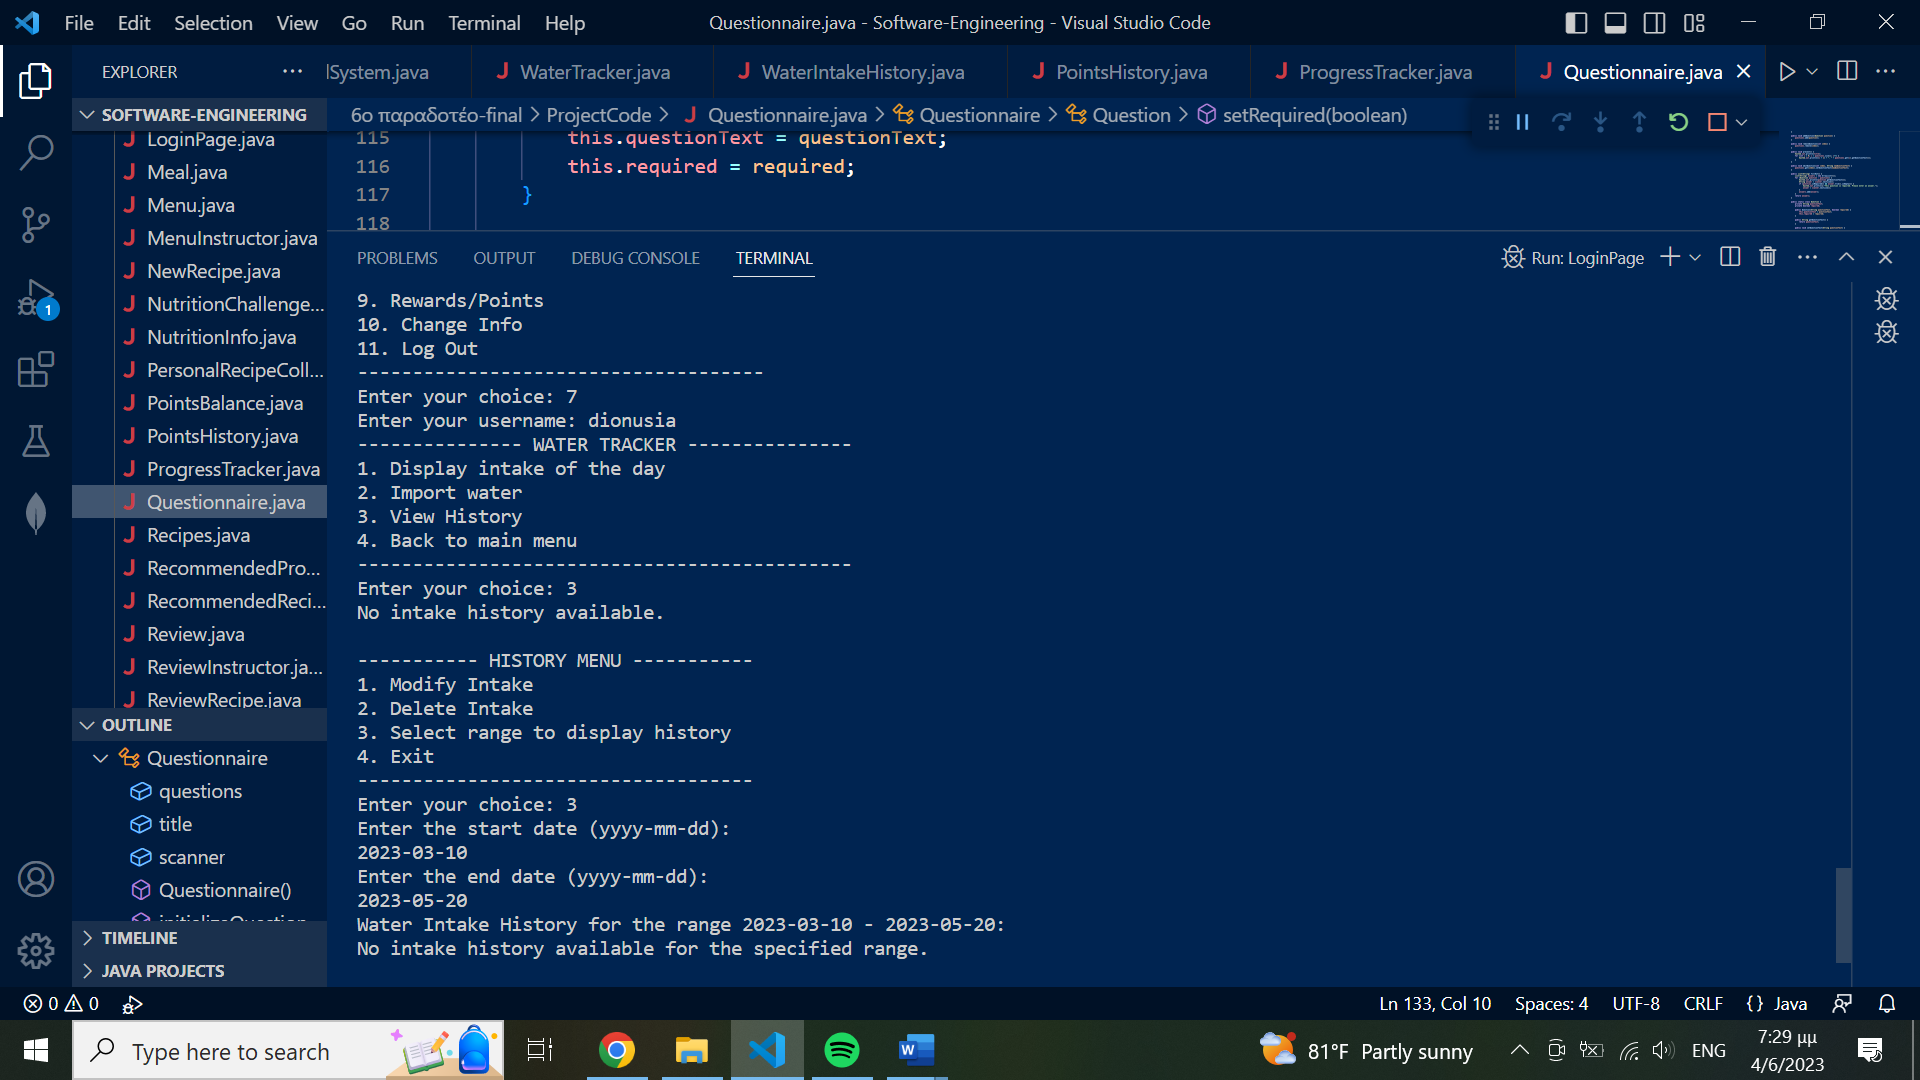 File Edit Selection View Go Run Terminal Help
Questionnaire.java - Software-Engineering - Visual Studio Code
EXPLORER
lSystem.java WaterTracker.java WaterIntakeHistory.java PointsHistory.java ProgressTracker.java Questionnaire.java
SOFTWARE-ENGINEERING
6ο παραδοτέο-final > ProjectCode > Questionnaire.java > Questionnaire > Question > setRequired(boolean)
LoginPage.java
Meal.java
Menu.java
MenuInstructor.java
NewRecipe.java
NutritionChallenge...
NutritionInfo.java
PersonalRecipeColl...
PointsBalance.java
PointsHistory.java
ProgressTracker.java
Questionnaire.java
Recipes.java
RecommendedPro...
RecommendedReci...
Review.java
ReviewInstructor.ja...
ReviewRecipe.java
OUTLINE
Questionnaire
questions
title
scanner
Questionnaire()
TIMELINE
JAVA PROJECTS
115 this.questionText = questionText;
116 this.required = required;
117 }
118
PROBLEMS OUTPUT DEBUG CONSOLE TERMINAL
Run: LoginPage
9. Rewards/Points
10. Change Info
11. Log Out
-------------------------------------
Enter your choice: 7
Enter your username: dionusia
--------------- WATER TRACKER ---------------
1. Display intake of the day
2. Import water
3. View History
4. Back to main menu
---------------------------------------------
Enter your choice: 3
No intake history available.
----------- HISTORY MENU -----------
1. Modify Intake
2. Delete Intake
3. Select range to display history
4. Exit
------------------------------------
Enter your choice: 3
Enter the start date (yyyy-mm-dd):
2023-03-10
Enter the end date (yyyy-mm-dd):
2023-05-20
Water Intake History for the range 2023-03-10 - 2023-05-20:
No intake history available for the specified range.
1
0 0
Ln 133, Col 10 Spaces: 4 UTF-8 CRLF {} Java
Type here to search
81°F Partly sunny
ENG
7:29 μμ
4/6/2023